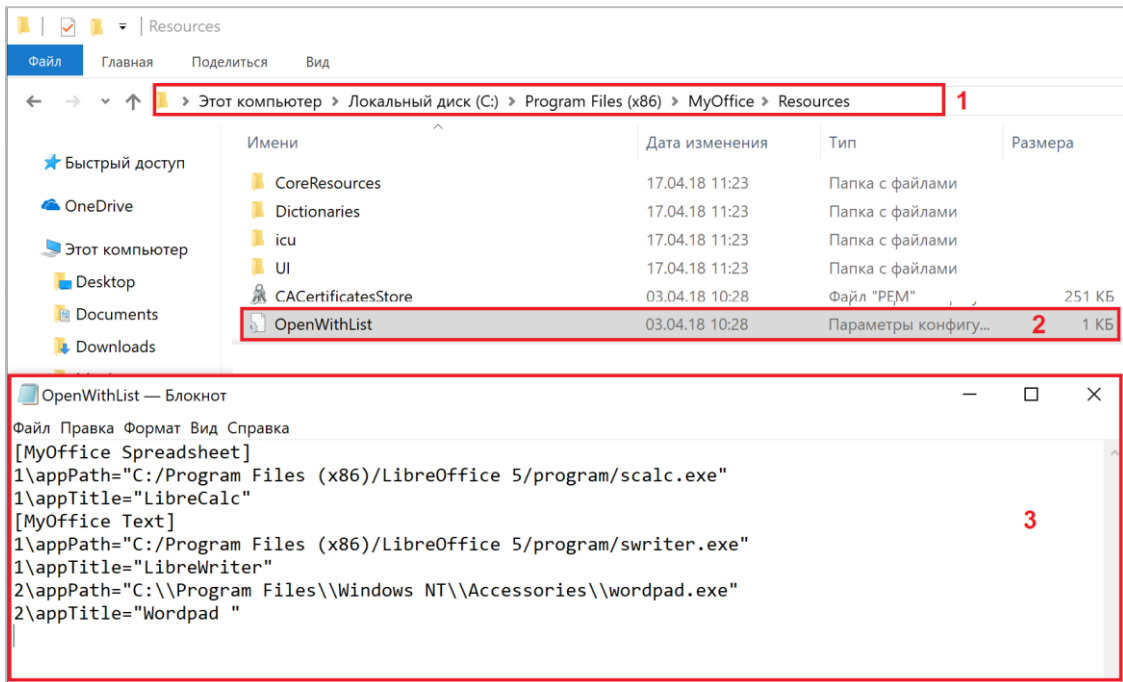 Resources
Файл Главная Поделиться Вид
Этот компьютер > Локальный диск (C:) > Program Files (x86) > MyOffice > Resources 1
Имени Дата изменения Тип Размера
Быстрый доступ
OneDrive
Этот компьютер
Desktop
Documents
Downloads
CoreResources 17.04.18 11:23 Папка с файлами
Dictionaries 17.04.18 11:23 Папка с файлами
icu 17.04.18 11:23 Папка с файлами
UI 17.04.18 11:23 Папка с файлами
CACertificatesStore 03.04.18 10:28 Файл "PEM" 251 КБ
OpenWithList 03.04.18 10:28 Параметры конфигу... 2 1 КБ
OpenWithList — Блокнот
Файл Правка Формат Вид Справка
[MyOffice Spreadsheet]
1\appPath="C:/Program Files (x86)/LibreOffice 5/program/scalc.exe"
1\appTitle="LibreCalc"
[MyOffice Text]
3
1\appPath="C:/Program Files (x86)/LibreOffice 5/program/swriter.exe"
1\appTitle="LibreWriter"
2\appPath="C:\\Program Files\\Windows NT\\Accessories\\wordpad.exe"
2\appTitle="Wordpad "